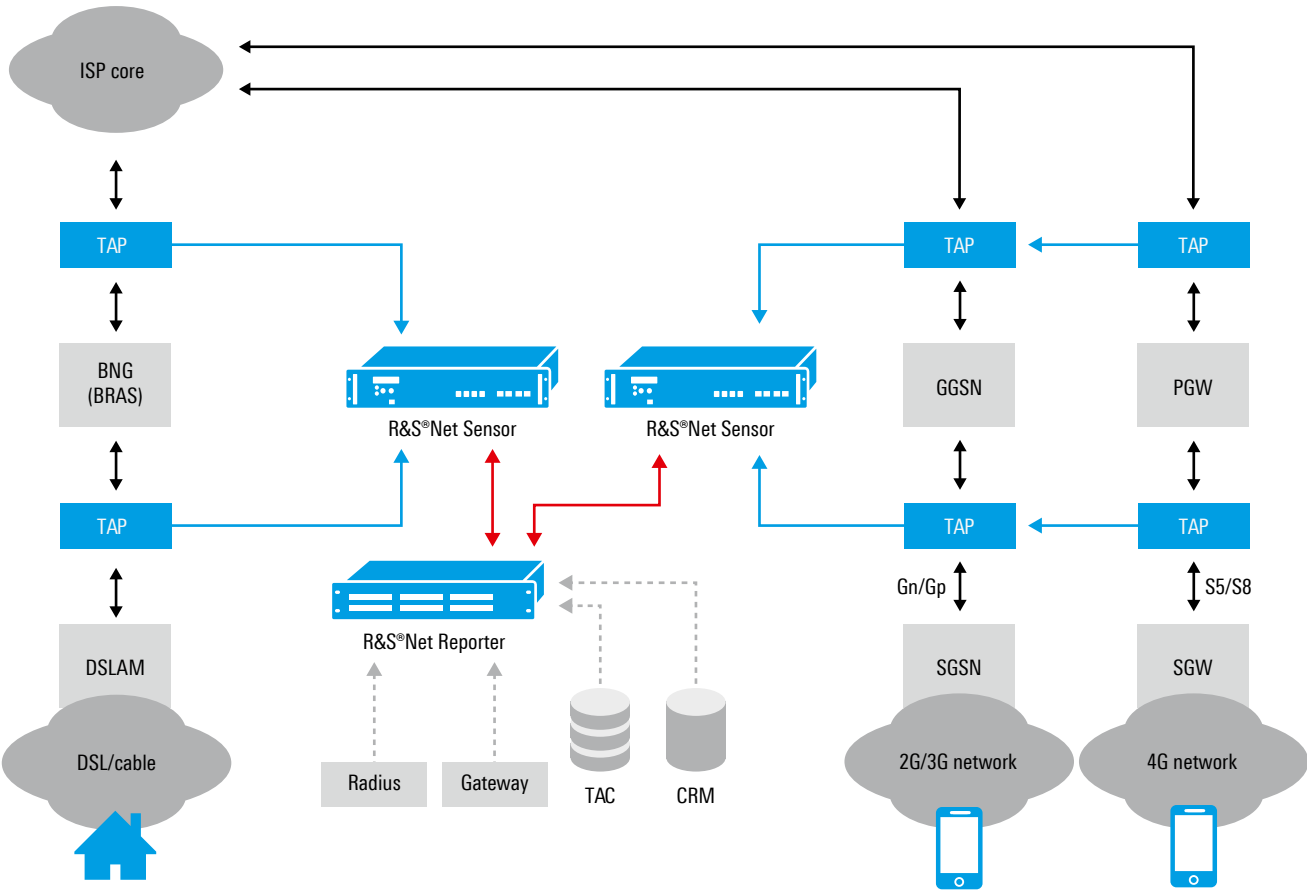 ISP core
TAP
TAP
TAP
BNG
(BRAS)
GGSN
PGW
R&S®Net Sensor
R&S®Net Sensor
TAP
TAP
TAP
Gn/Gp
S5/S8
R&S®Net Reporter
DSLAM
SGSN
SGW
DSL/cable
2G/3G network
4G network
Radius
Gateway
TAC
CRM